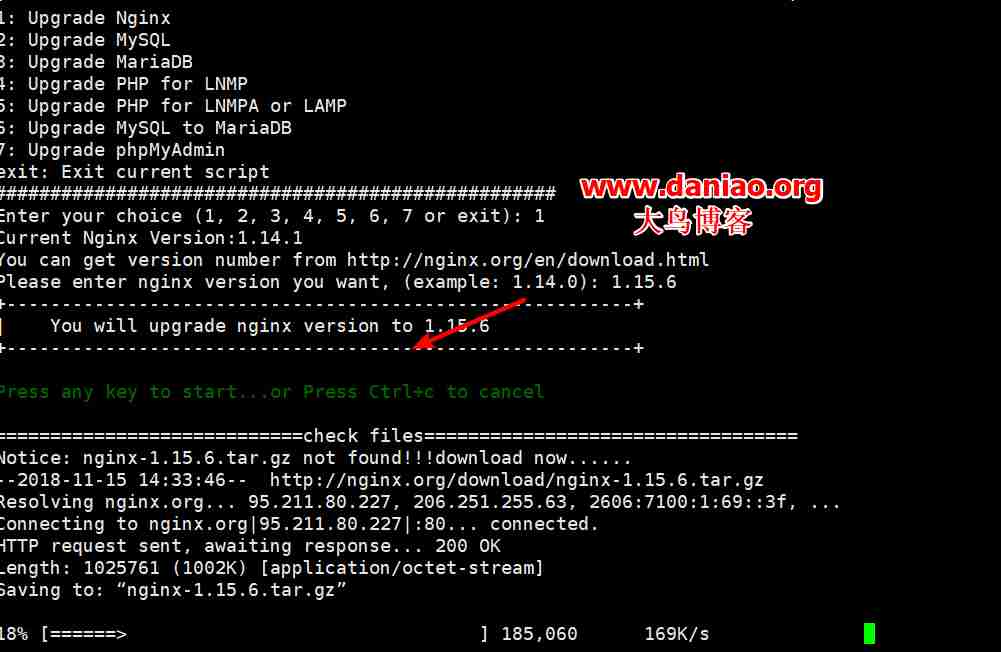 1: Upgrade Nginx
2: Upgrade MySQL
3: Upgrade MariaDB
4: Upgrade PHP for LNMP
5: Upgrade PHP for LNMPA or LAMP
6: Upgrade MySQL to MariaDB
7: Upgrade phpMyAdmin
exit: Exit current script
###################################################
www.daniao.org
大鸟博客
Enter your choice (1, 2, 3, 4, 5, 6, 7 or exit): 1
Current Nginx Version:1.14.1
You can get version number from http://nginx.org/en/download.html
Please enter nginx version you want, (example: 1.14.0): 1.15.6
+---------------------------------------------------------+
|    You will upgrade nginx version to 1.15.6
+---------------------------------------------------------+
Press any key to start...or Press Ctrl+c to cancel
============================check files==================================
Notice: nginx-1.15.6.tar.gz not found!!!download now......
--2018-11-15 14:33:46--  http://nginx.org/download/nginx-1.15.6.tar.gz
Resolving nginx.org... 95.211.80.227, 206.251.255.63, 2606:7100:1:69::3f, ...
Connecting to nginx.org|95.211.80.227|:80... connected.
HTTP request sent, awaiting response... 200 OK
Length: 1025761 (1002K) [application/octet-stream]
Saving to: “nginx-1.15.6.tar.gz”
18% [======>                                ] 185,060      169K/s